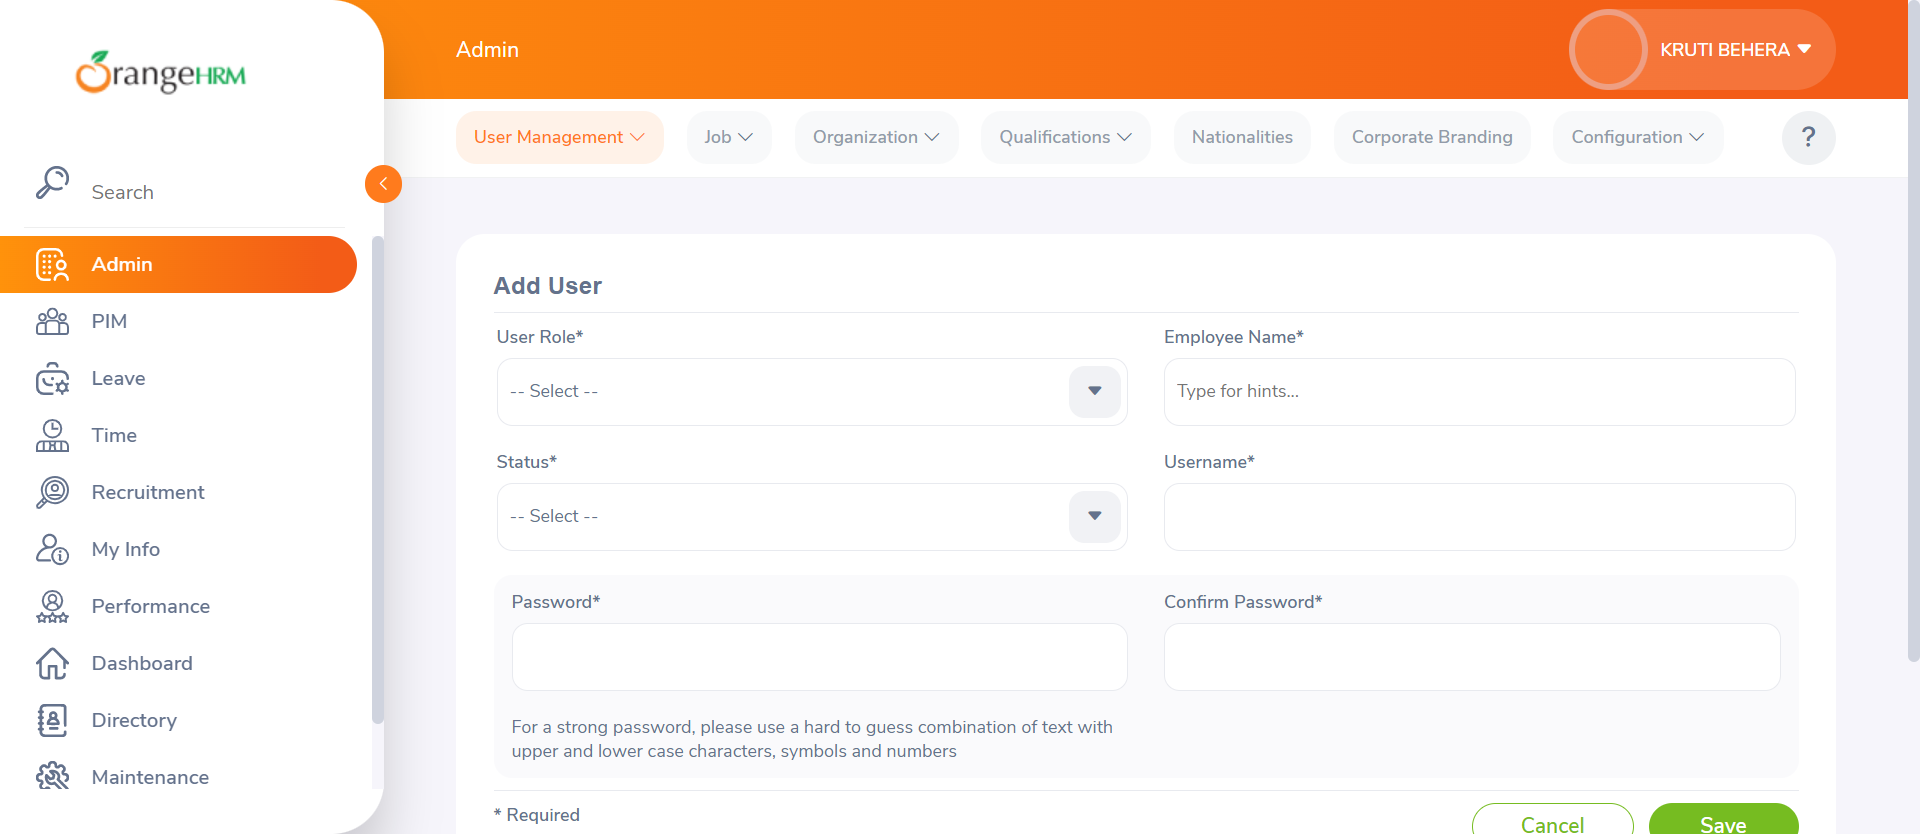 OrangeHRM
Admin
KRUTI BEHERA
User Management
Job
Organization
Qualifications
Nationalities
Corporate Branding
Configuration
?
Search
Admin
PIM
Leave
Time
Recruitment
My Info
Performance
Dashboard
Directory
Maintenance
Add User
User Role*
Employee Name*
-- Select --
Type for hints...
Status*
Username*
-- Select --
Password*
Confirm Password*
For a strong password, please use a hard to guess combination of text with
upper and lower case characters, symbols and numbers
* Required
Cancel
Save